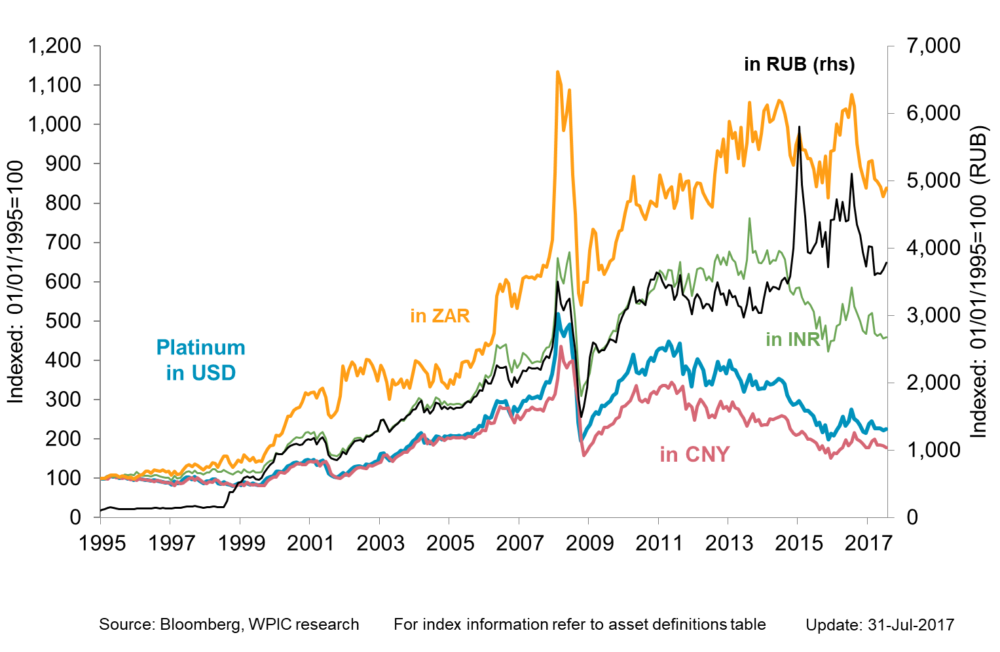 1,200
1,100
1,000
900
800
700
600
500
400
300
200
100
0
Indexed: 01/01/1995=100
7,000
6,000
5,000
4,000
3,000
2,000
1,000
0
Indexed: 01/01/1995=100 (RUB)
in RUB (rhs)
in ZAR
in INR
Platinum
in USD
in CNY
1995 1997 1999 2001 2003 2005 2007 2009 2011 2013 2015 2017
Source: Bloomberg, WPIC research For index information refer to asset definitions table Update: 31-Jul-2017